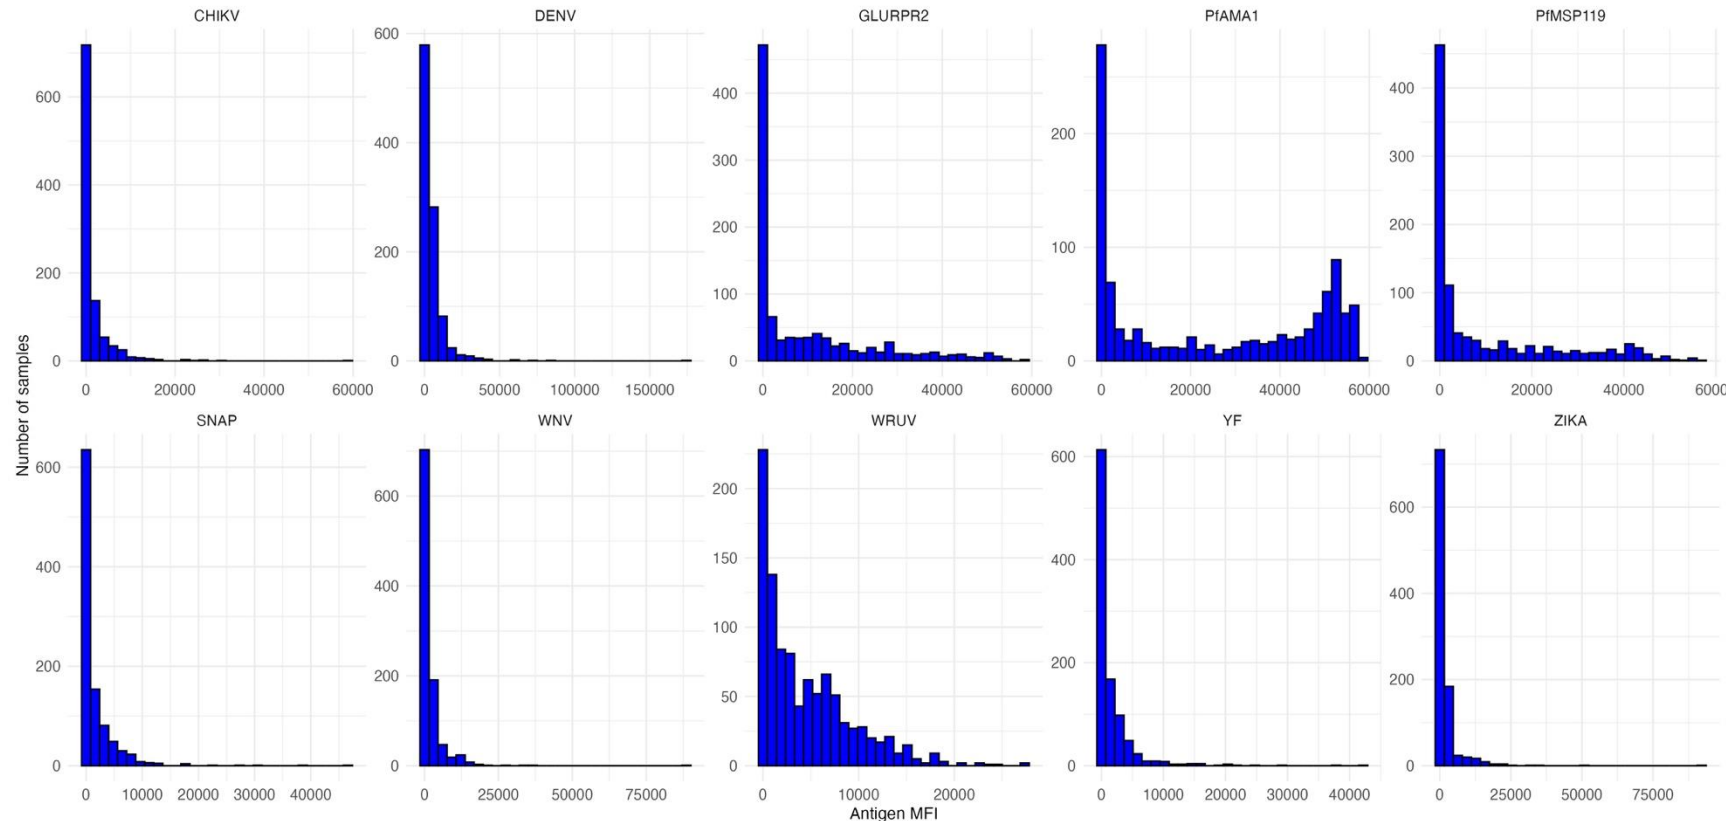 CHIKV DENV GLURPR2 PfAMA1 PfMSP119
600 400 200 0
600 400 200 0
400 300 200 100 0
200 100 0
400 300 200 100 0
0 20000 40000 60000
0 50000 100000 150000
0 20000 40000 60000
0 20000 40000 60000
0 20000 40000 6000
Number of samples
SNAP WNV WRUV YF ZIKA
600 400 200 0
600 400 200 0
200 150 100 50 0
600 400 200 0
600 400 200 0
0 10000 20000 30000 40000
0 25000 50000 75000
0 10000 20000
0 10000 20000 30000 40000
0 25000 50000 75000
Antigen MFI